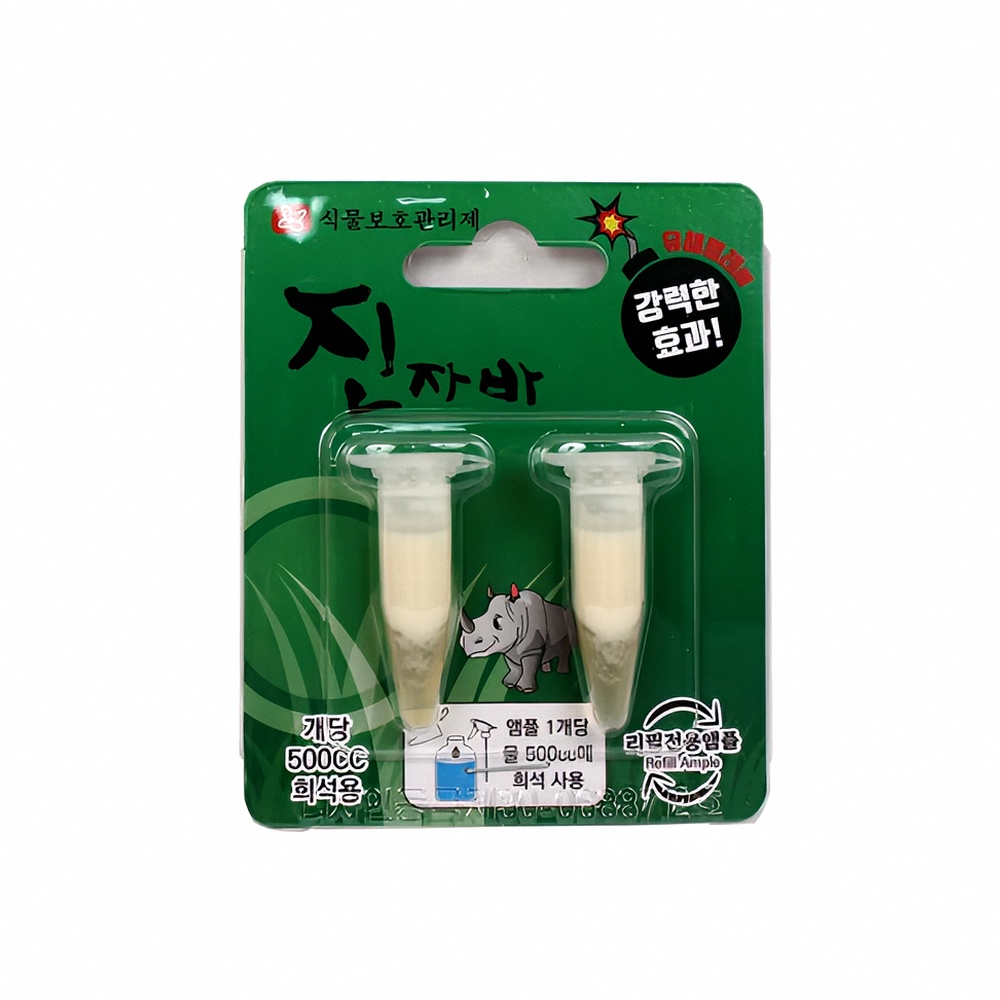 식물보호관리제
강력한
효과!
진자바
개당
500CC
희석용
앰플 1개당
물 500cc에
희석 사용
리필전용앰플
Refill Ample